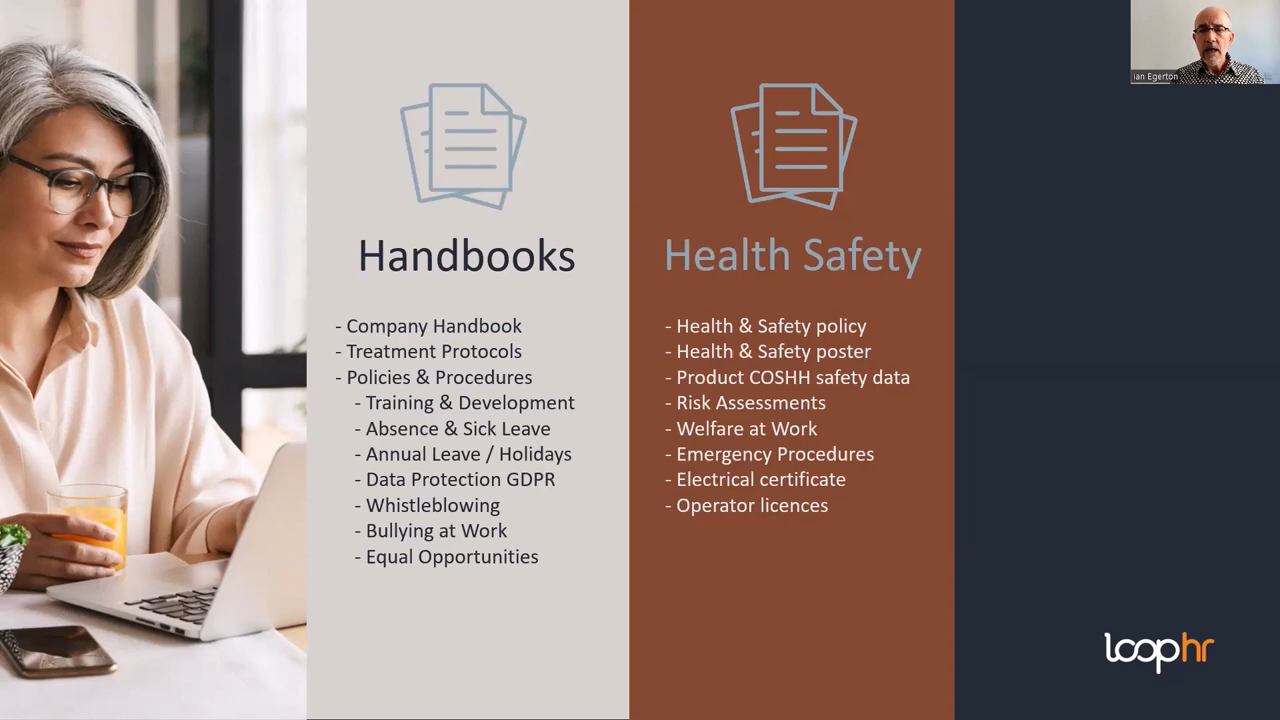 Ian Egerton
Handbooks
- Company Handbook
- Treatment Protocols
- Policies & Procedures
- Training & Development
- Absence & Sick Leave
- Annual Leave / Holidays
- Data Protection GDPR
- Whistleblowing
- Bullying at Work
- Equal Opportunities
Health Safety
- Health & Safety policy
- Health & Safety poster
- Product COSHH safety data
- Risk Assessments
- Welfare at Work
- Emergency Procedures
- Electrical certificate
- Operator licences
loophr